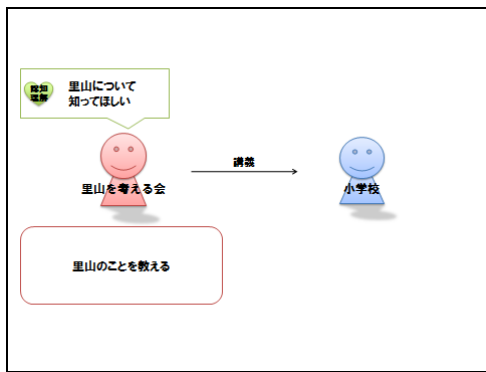 認知
理解
里山について
知ってほしい
講義
里山を考える会
小学校
里山のことを教える